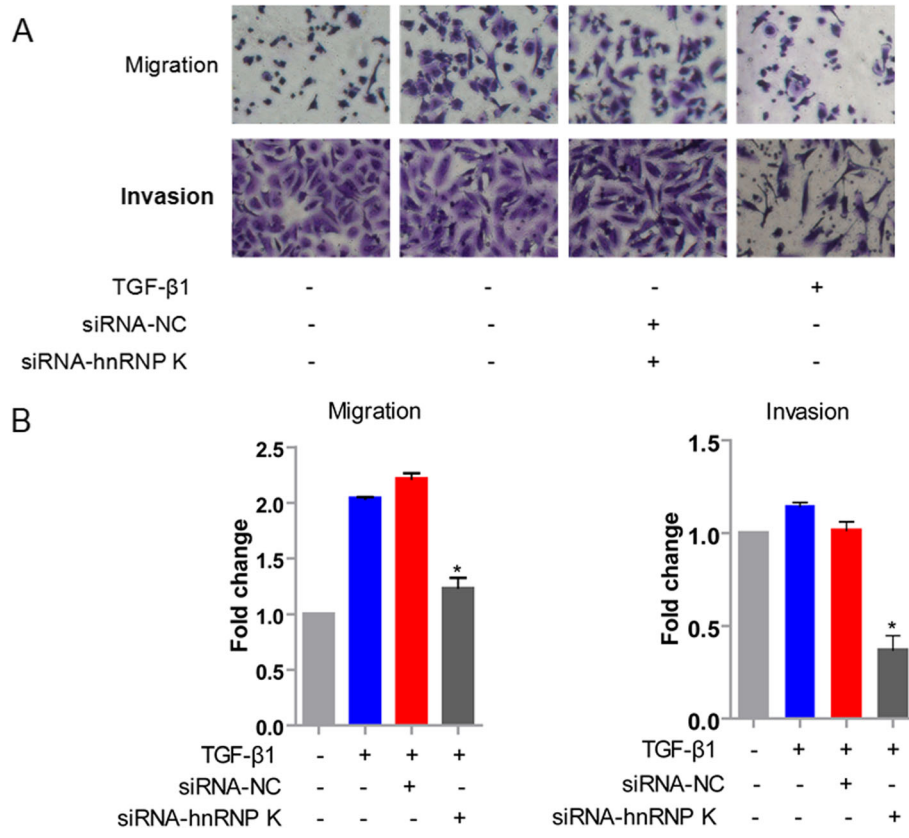 A
Migration
Invasion
TGF-β1 - - - +
siRNA-NC - - + -
siRNA-hnRNP K - - + -
B
Migration
Fold change
2.5
2.0
1.5
1.0
0.5
0.0
*
TGF-β1 - + + +
siRNA-NC - - + -
siRNA-hnRNP K - - - +
Invasion
Fold change
1.5
1.0
0.5
0.0
*
TGF-β1 - + + +
siRNA-NC - - + -
siRNA-hnRNP K - - - +